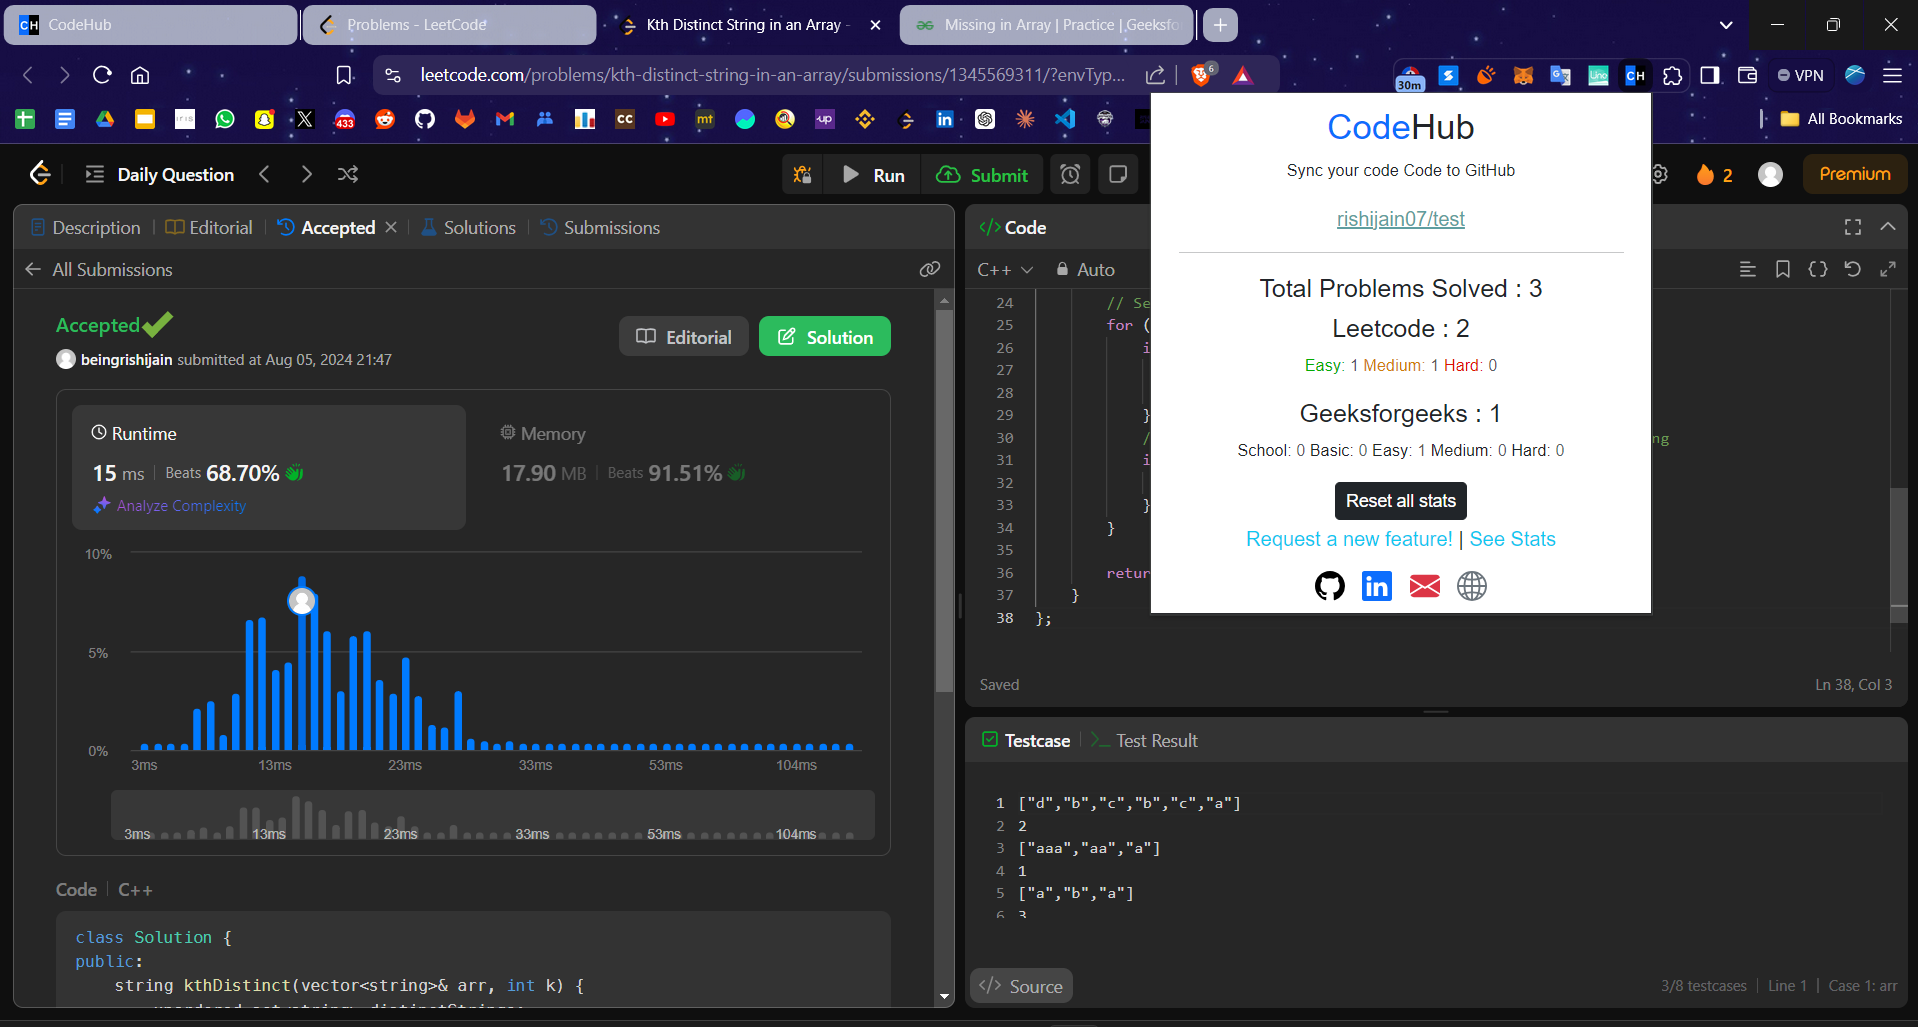 CH CodeHub
Problems - LeetCode
Kth Distinct String in an Array -
Missing in Array | Practice | Geeksfo
leetcode.com/problems/kth-distinct-string-in-an-array/submissions/1345569311/?envTyp...
6
30m
Uno
CH
VPN
433
CC
mt
up
All Bookmarks
Daily Question
Run
Submit
2
Premium
Description
Editorial
Accepted
Solutions
Submissions
All Submissions
Accepted
Editorial
Solution
beingrishijain submitted at Aug 05, 2024 21:47
Runtime
15 ms | Beats 68.70%
Analyze Complexity
Memory
17.90 MB | Beats 91.51%
10%
5%
0%
3ms 13ms 23ms 33ms 53ms 104ms
3ms 13ms 23ms 33ms 53ms 104ms
Code | C++
class Solution {
public:
string kthDistinct(vector<string>& arr, int k) {
</> Code
C++
Auto
24 // Se
25 for (
26 i
27
28
29 }
30 / ng
31 i
32
33 }
34 }
35
36 retur
37 }
38 };
Saved
Ln 38, Col 3
CodeHub
Sync your code Code to GitHub
rishijain07/test
Total Problems Solved : 3
Leetcode : 2
Easy: 1 Medium: 1 Hard: 0
Geeksforgeeks : 1
School: 0 Basic: 0 Easy: 1 Medium: 0 Hard: 0
Reset all stats
Request a new feature! | See Stats
in
Testcase
>_ Test Result
1 ["d","b","c","b","c","a"]
2 2
3 ["aaa","aa","a"]
4 1
5 ["a","b","a"]
6 3
</> Source
3/8 testcases | Line 1 | Case 1: arr